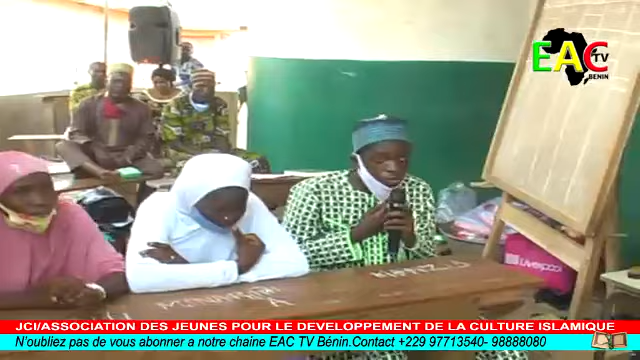 EAC TV
BENIN
Liverpool
JCI/ASSOCIATION DES JEUNES POUR LE DEVELOPPEMENT DE LA CULTURE ISLAMIQUE
N'oubliez pas de vous abonner a notre chaine EAC TV Bénin.Contact +229 97713540- 98888080